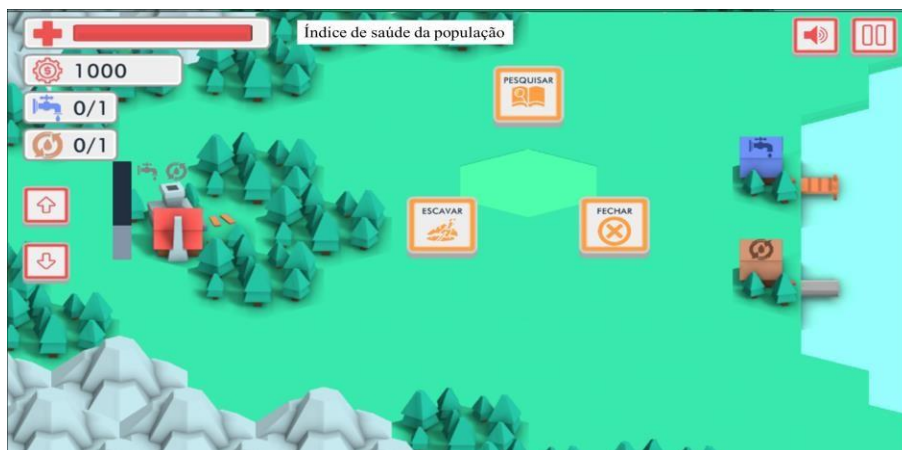 Índice de saúde da população
1000
0/1
0/1
PESQUISAR
ESCAVAR
FECHAR